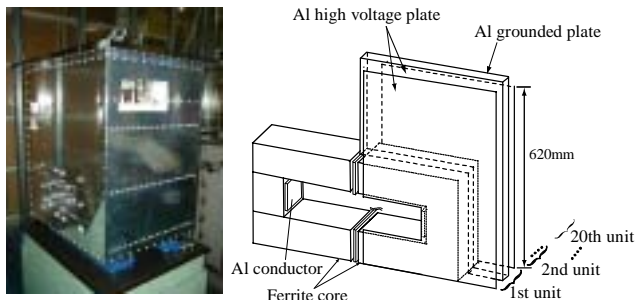 Al high voltage plate
Al grounded plate
620mm
20th unit
2nd unit
1st unit
Al conductor
Ferrite core